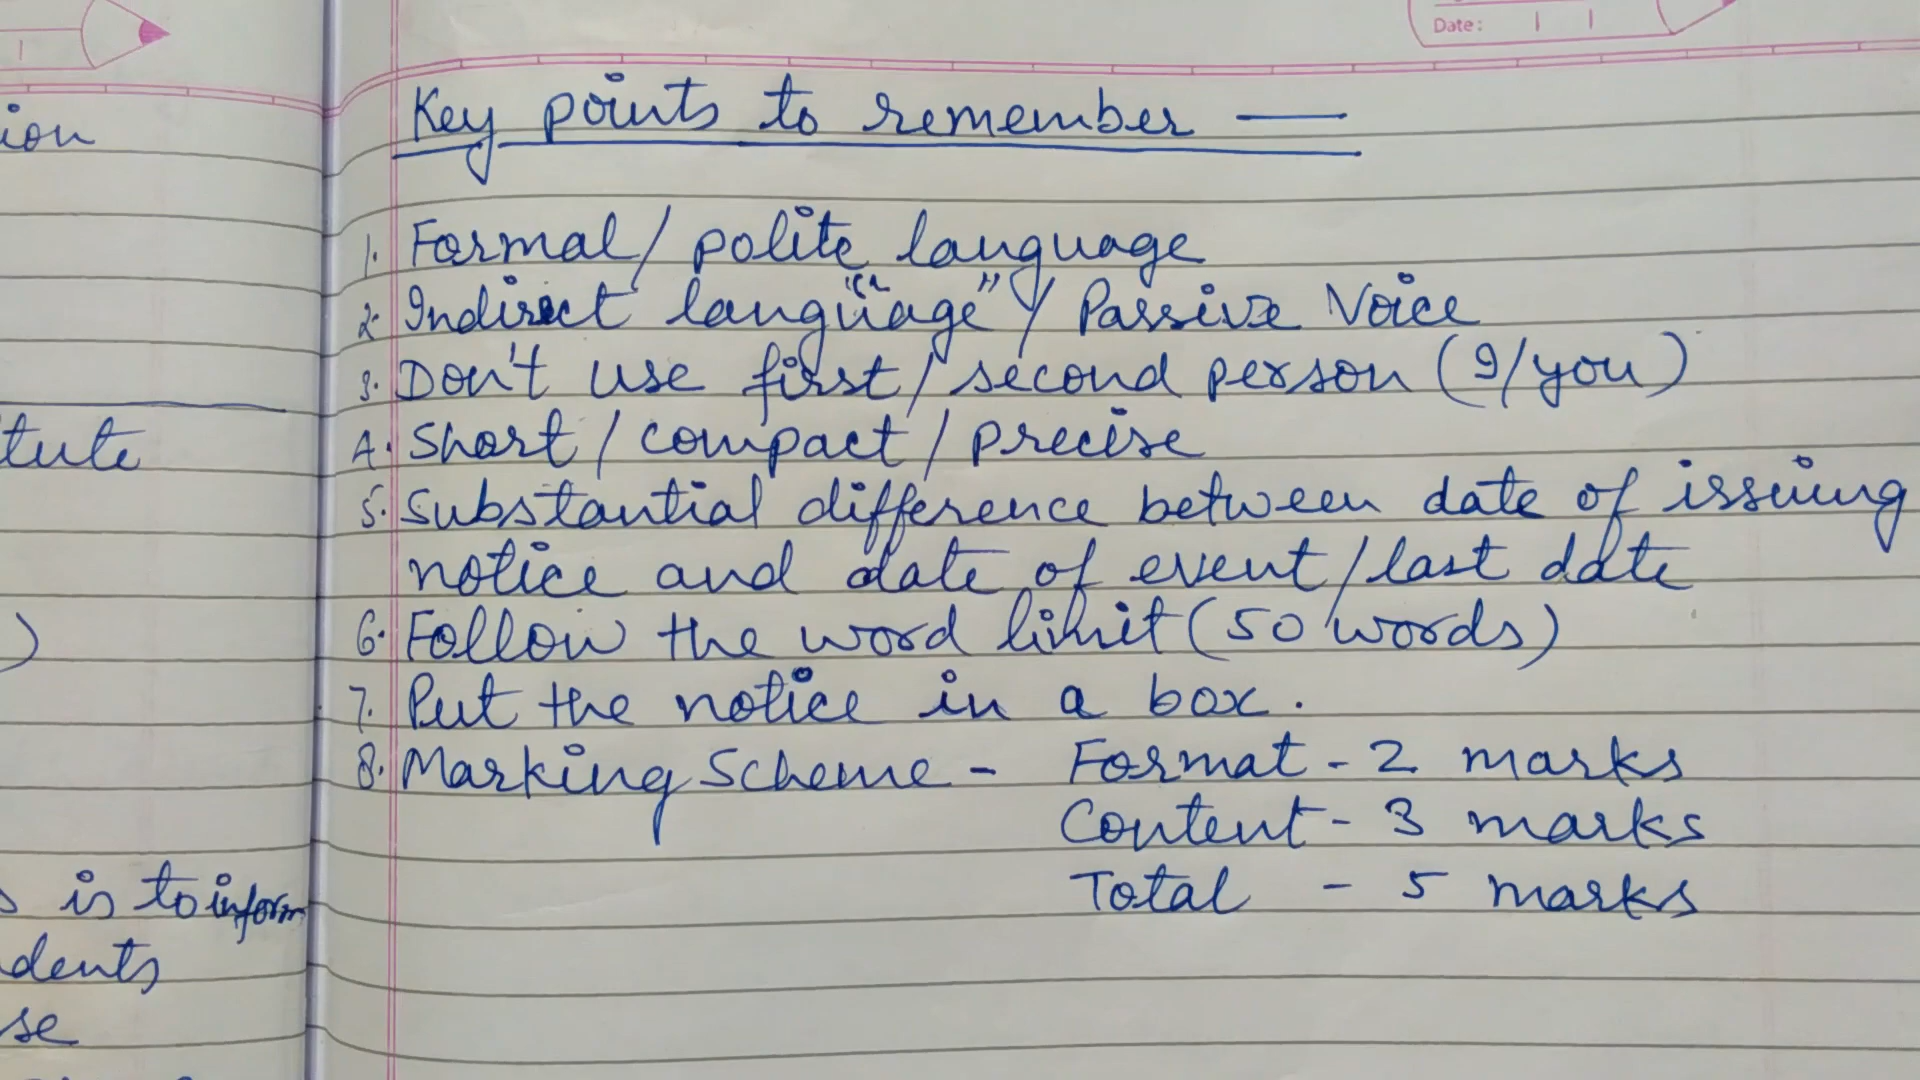 Date:
ion
tute
)
s is to inform
dents
se
Key points to remember —
1. Formal/ polite language
2. Indirect language / Passive Voice
3. Don't use first/second person (I/you)
4. Short/compact/precise
5. Substantial difference between date of issuing
notice and date of event/last date
6. Follow the word limit (50 words)
7. Put the notice in a box.
8. Marking Scheme - Format - 2 marks
Content - 3 marks
Total - 5 marks